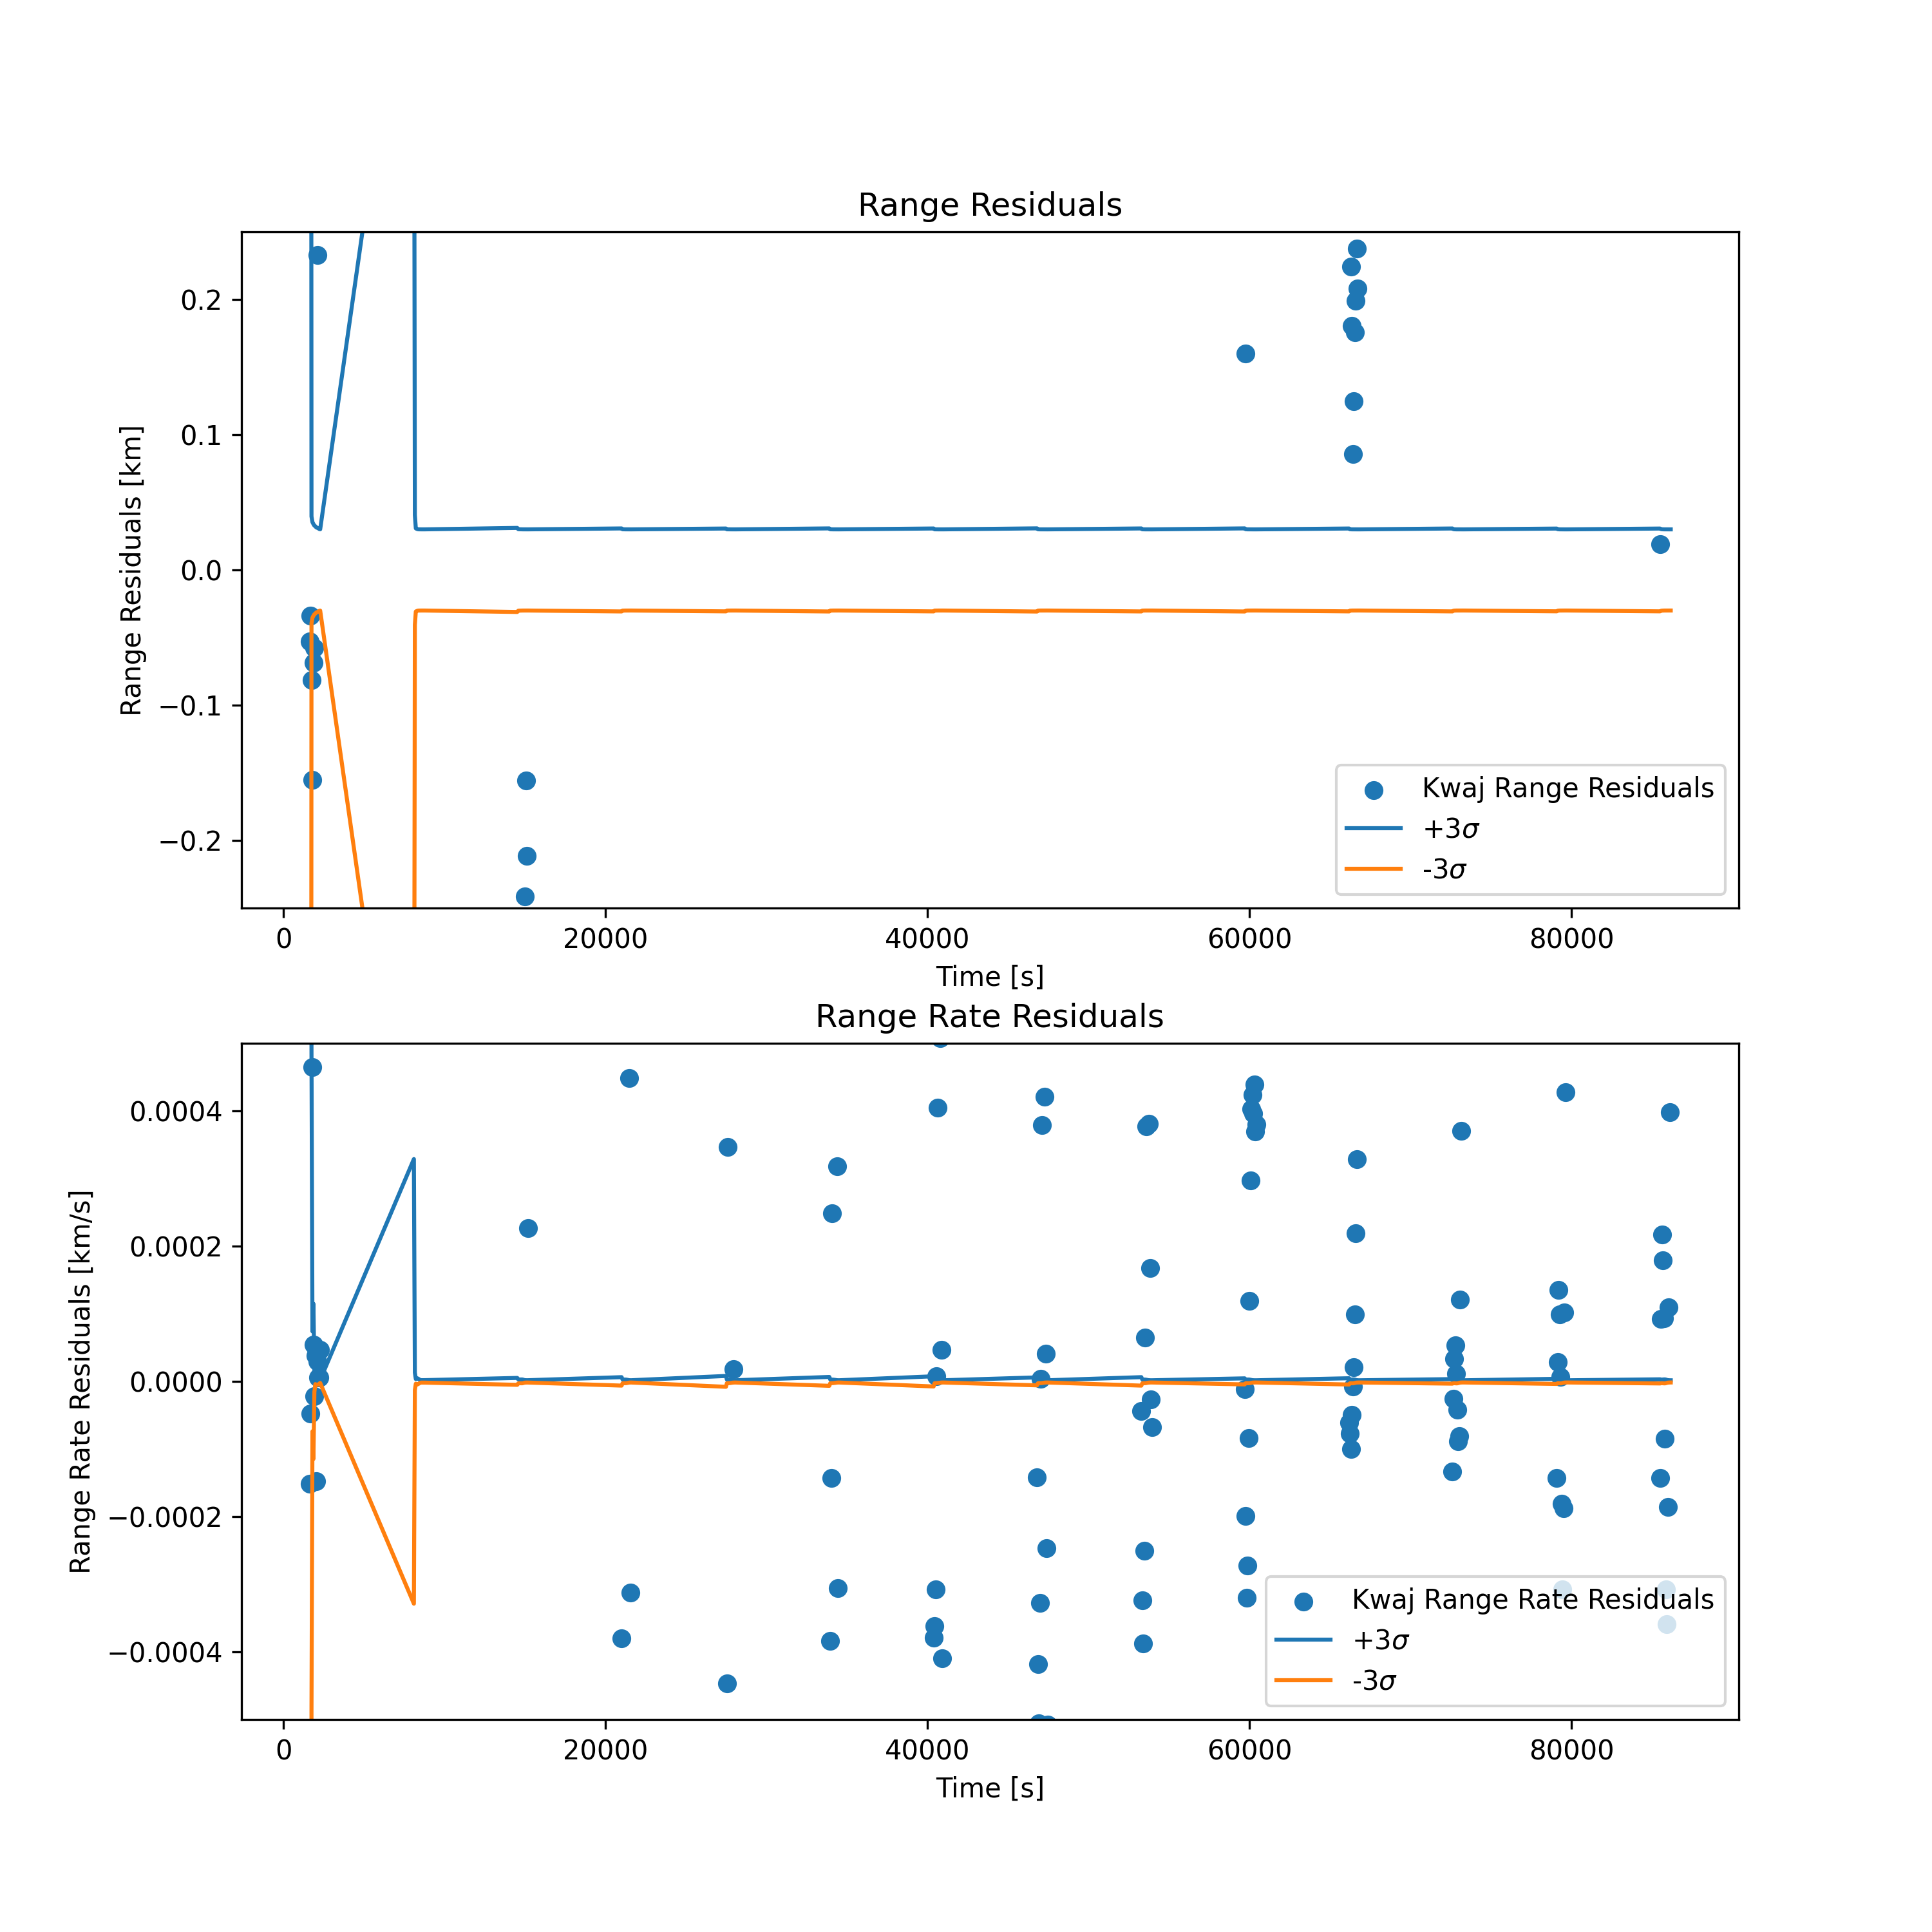 Range Residuals
Range Residuals [km]
0.2
0.1
0.0
−0.1
−0.2
Kwaj Range Residuals
+3σ
-3σ
0 20000 40000 60000 80000
Time [s]
Range Rate Residuals
Range Rate Residuals [km/s]
0.0004
0.0002
0.0000
−0.0002
−0.0004
Kwaj Range Rate Residuals
+3σ
-3σ
0 20000 40000 60000 80000
Time [s]